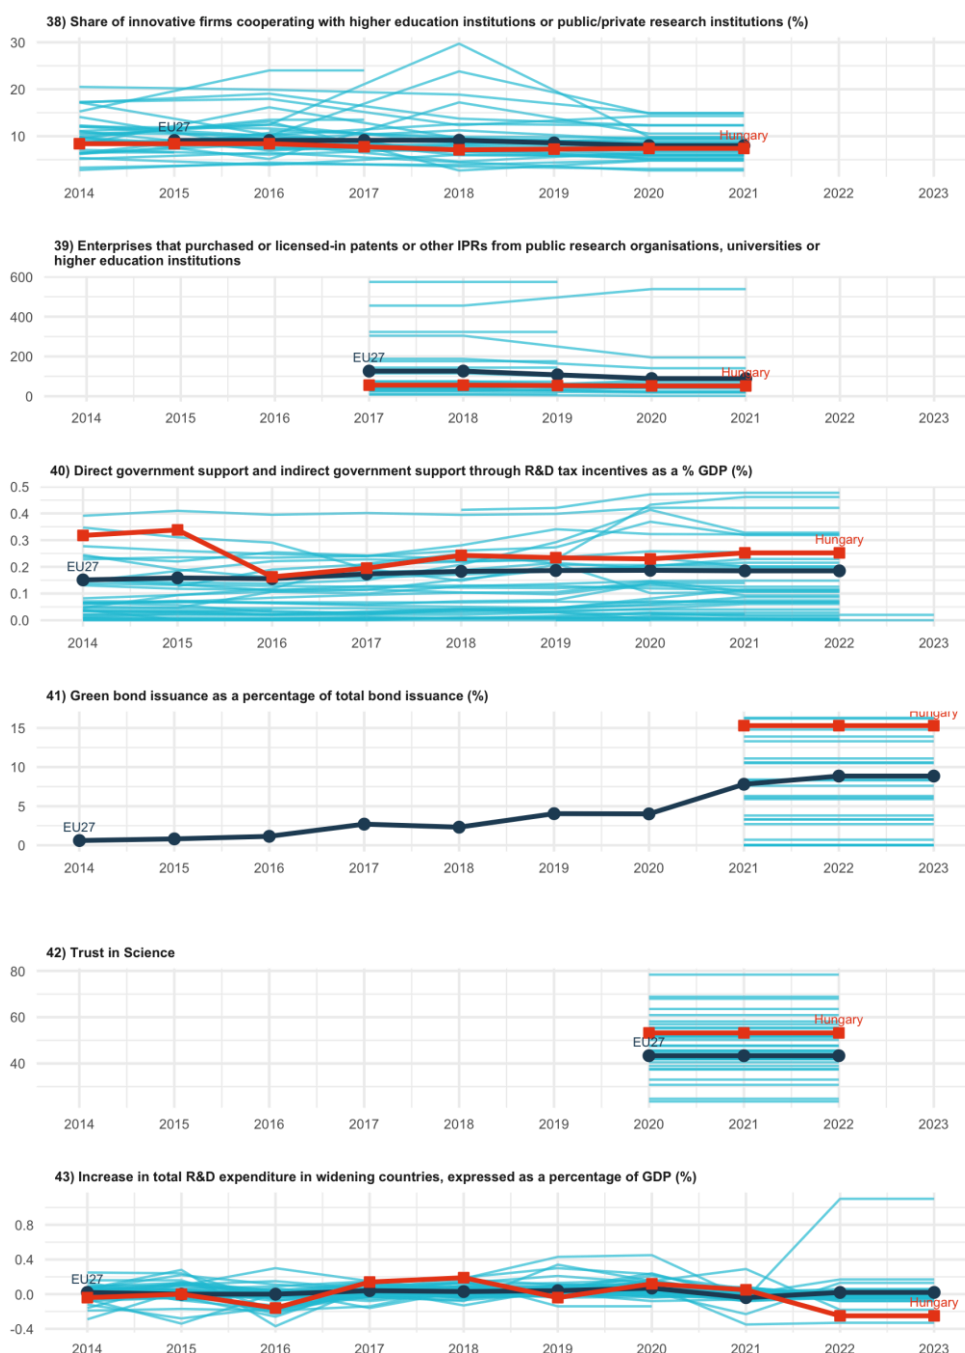 38) Share of innovative firms cooperating with higher education institutions or public/private research institutions (%)
30
20
10
EU27
Hungary
2014 2015 2016 2017 2018 2019 2020 2021 2022 2023
39) Enterprises that purchased or licensed-in patents or other IPRs from public research organisations, universities or
higher education institutions
600
400
200
0
EU27
Hungary
2014 2015 2016 2017 2018 2019 2020 2021 2022 2023
40) Direct government support and indirect government support through R&D tax incentives as a % GDP (%)
0.5
0.4
0.3
0.2
0.1
0.0
EU27
Hungary
2014 2015 2016 2017 2018 2019 2020 2021 2022 2023
41) Green bond issuance as a percentage of total bond issuance (%)
15
10
5
0
EU27
Hungary
2014 2015 2016 2017 2018 2019 2020 2021 2022 2023
42) Trust in Science
80
60
40
EU27
Hungary
2014 2015 2016 2017 2018 2019 2020 2021 2022 2023
43) Increase in total R&D expenditure in widening countries, expressed as a percentage of GDP (%)
0.8
0.4
0.0
-0.4
EU27
Hungary
2014 2015 2016 2017 2018 2019 2020 2021 2022 2023